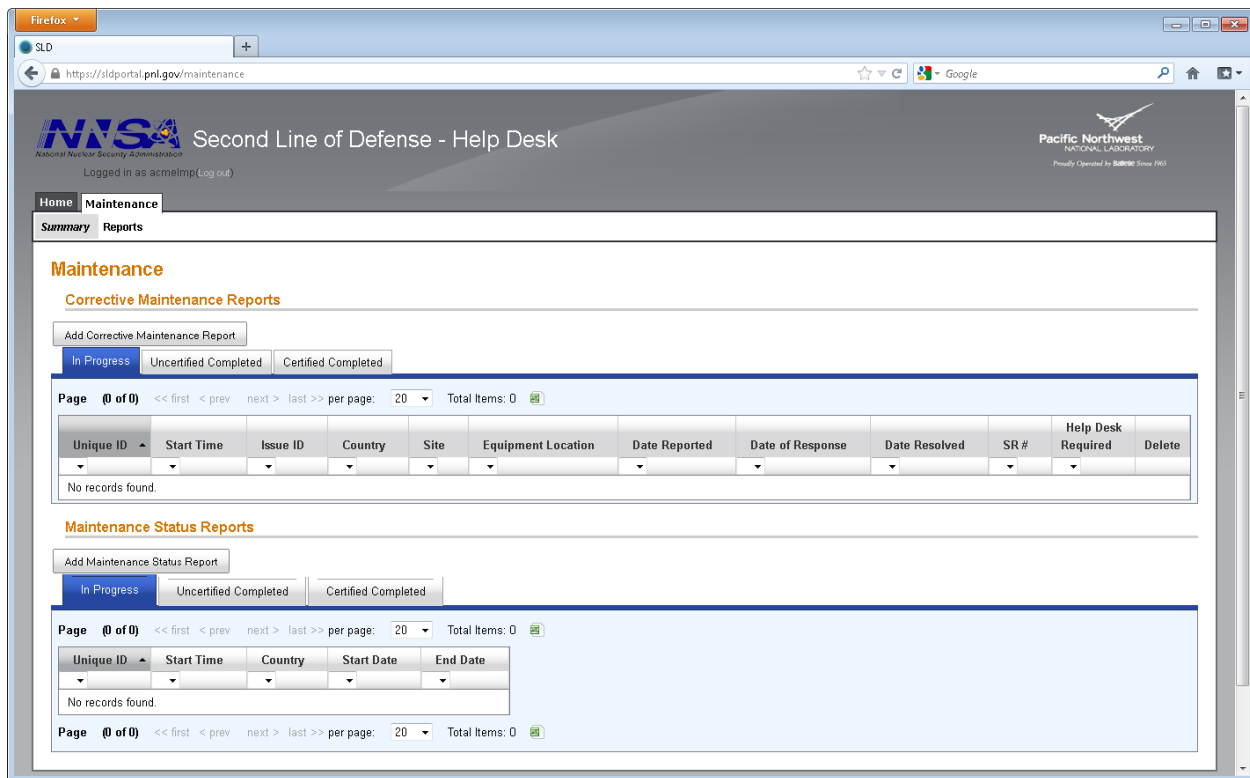 Firefox
SLD
https://sldportal.pnl.gov/maintenance
Google
NNSA
National Nuclear Security Administration
Second Line of Defense - Help Desk
Pacific Northwest
NATIONAL LABORATORY
Proudly Operated by Battelle Since 1965
Logged in as acmelmp(Log out)
Home Maintenance
Summary Reports
Maintenance
Corrective Maintenance Reports
Add Corrective Maintenance Report
In Progress Uncertified Completed Certified Completed
Page (0 of 0) << first < prev next > last >> per page: 20 Total Items: 0
Unique ID Start Time Issue ID Country Site Equipment Location Date Reported Date of Response Date Resolved SR # Help Desk Required Delete
No records found.
Maintenance Status Reports
Add Maintenance Status Report
In Progress Uncertified Completed Certified Completed
Page (0 of 0) << first < prev next > last >> per page: 20 Total Items: 0
Unique ID Start Time Country Start Date End Date
No records found.
Page (0 of 0) << first < prev next > last >> per page: 20 Total Items: 0